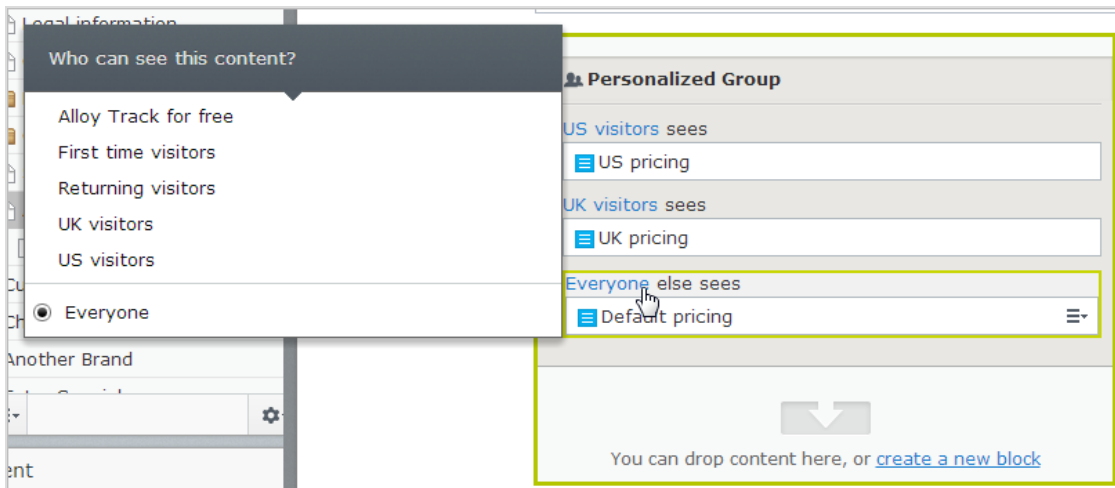 Legal information
Who can see this content?
Alloy Track for free
First time visitors
Returning visitors
UK visitors
US visitors
Everyone
Another Brand
Personalized Group
US visitors sees
US pricing
UK visitors sees
UK pricing
Everyone else sees
Default pricing
You can drop content here, or create a new block